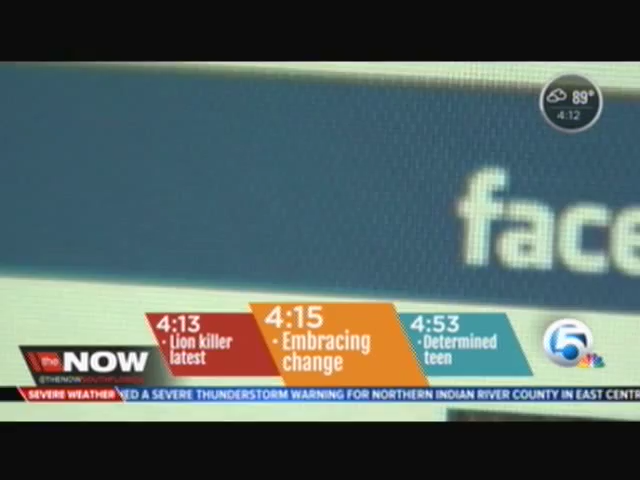 89°
4:12
face
4:13
· Lion killer
latest
4:15
· Embracing
change
4:53
· Determined
teen
the NOW
5
SEVERE WEATHER
ED A SEVERE THUNDERSTORM WARNING FOR NORTHERN INDIAN RIVER COUNTY IN EAST CENTR